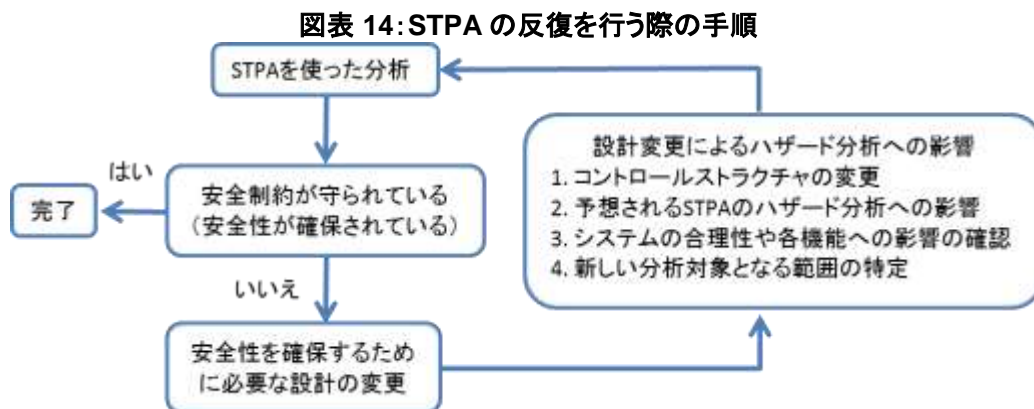 図表 14:STPA の反復を行う際の手順
STPAを使った分析
はい
完了
安全制約が守られている
（安全性が確保されている）
いいえ
安全性を確保するため
に必要な設計の変更
設計変更によるハザード分析への影響
1. コントロールストラクチャの変更
2. 予想されるSTPAのハザード分析への影響
3. システムの合理性や各機能への影響の確認
4. 新しい分析対象となる範囲の特定